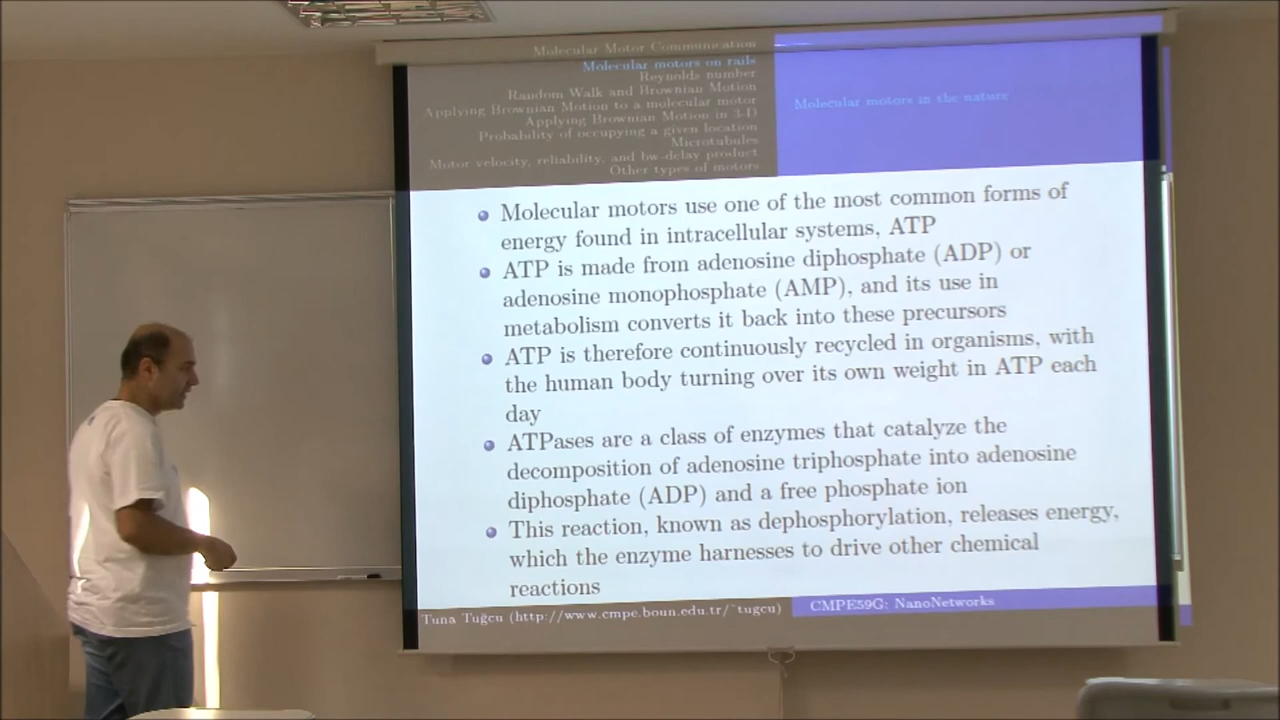 Molecular Motor Communication
Molecular motors on rails
Reynolds number
Random Walk and Brownian Motion
Applying Brownian Motion to a molecular motor
Applying Brownian Motion in 3-D
Probability of occupying a given location
Microtubules
Motor velocity, reliability, and bw-delay product
Other types of motors
Molecular motors in the nature
Molecular motors use one of the most common forms of
energy found in intracellular systems, ATP
ATP is made from adenosine diphosphate (ADP) or
adenosine monophosphate (AMP), and its use in
metabolism converts it back into these precursors
ATP is therefore continuously recycled in organisms, with
the human body turning over its own weight in ATP each
day
ATPases are a class of enzymes that catalyze the
decomposition of adenosine triphosphate into adenosine
diphosphate (ADP) and a free phosphate ion
This reaction, known as dephosphorylation, releases energy,
which the enzyme harnesses to drive other chemical
reactions
Tuna Tuğcu (http://www.cmpe.boun.edu.tr/~tugcu)
CMPE59G: NanoNetworks